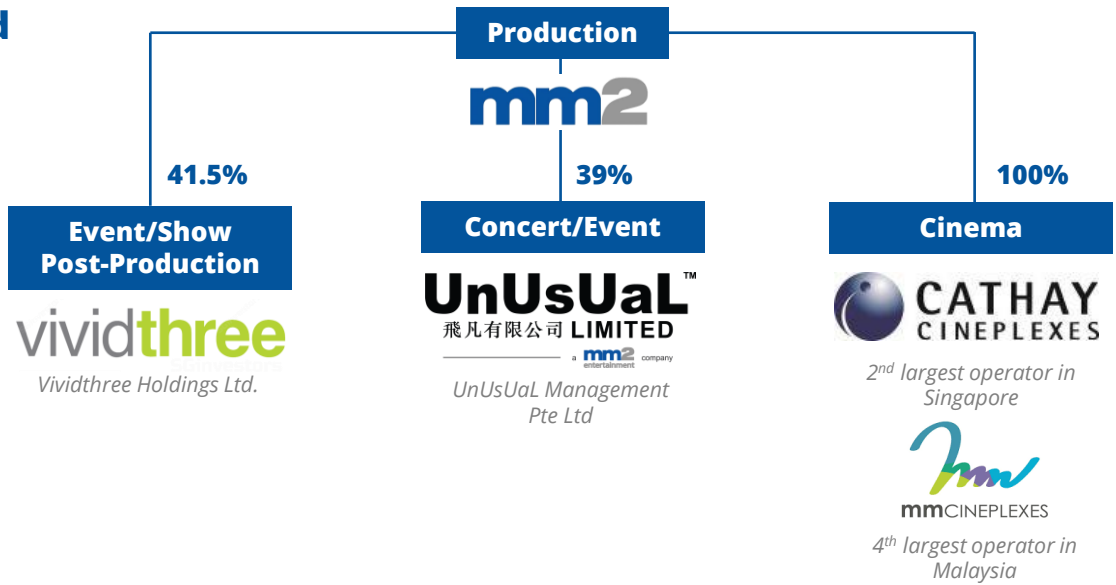 d
Production
mm2
41.5%
39%
100%
Event/Show
Post-Production
Concert/Event
Cinema
vividthree
Vividthree Holdings Ltd.
UnUsUaL™
飛凡有限公司 LIMITED
a mm2 company
entertainment
UnUsUaL Management
Pte Ltd
CATHAY
CINEPLEXES
2nd largest operator in
Singapore
mm
mmCINEPLEXES
4th largest operator in
Malaysia